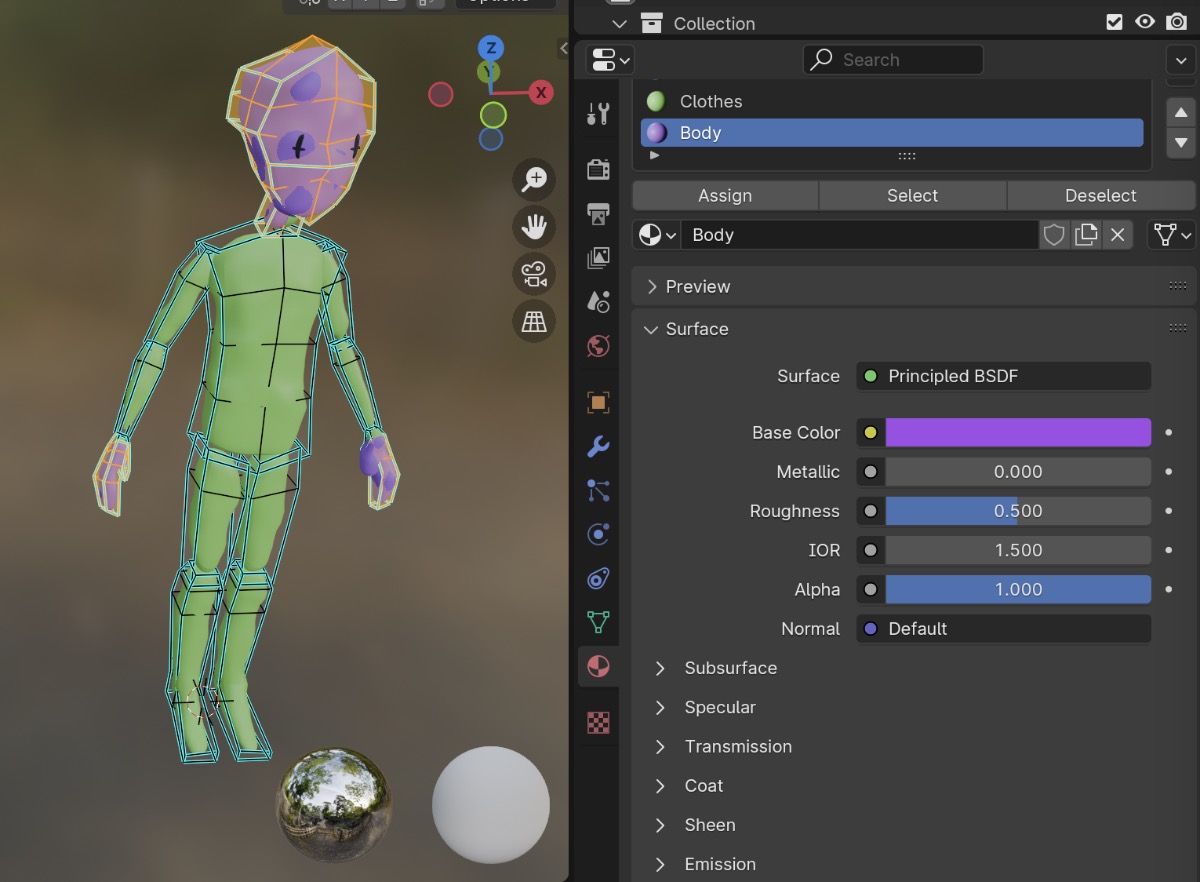 Options
Collection
Search
Z
Y
X
Clothes
Body
Assign Select Deselect
Body
Preview
Surface
Surface Principled BSDF
Base Color
Metallic 0.000
Roughness 0.500
IOR 1.500
Alpha 1.000
Normal Default
Subsurface
Specular
Transmission
Coat
Sheen
Emission